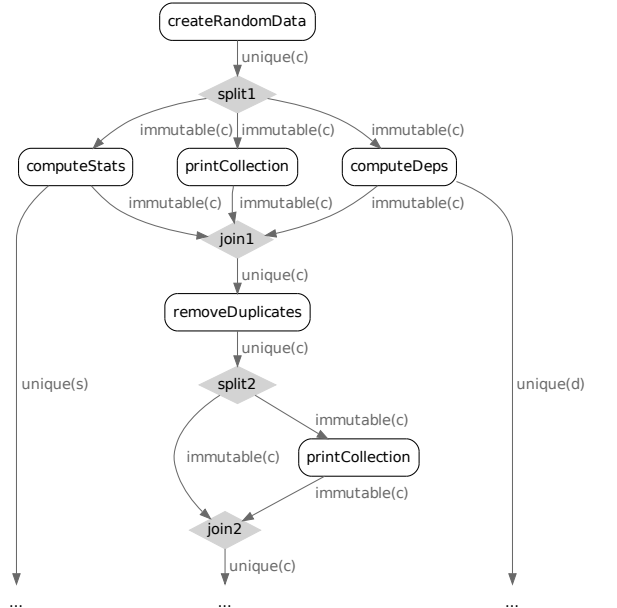 createRandomData
unique(c)
split1
immutable(c) immutable(c) immutable(c)
computeStats printCollection computeDeps
immutable(c) immutable(c) immutable(c)
join1
unique(c)
removeDuplicates
unique(c)
split2
unique(s) unique(d)
immutable(c)
immutable(c) printCollection
immutable(c)
join2
unique(c)
... ... ...